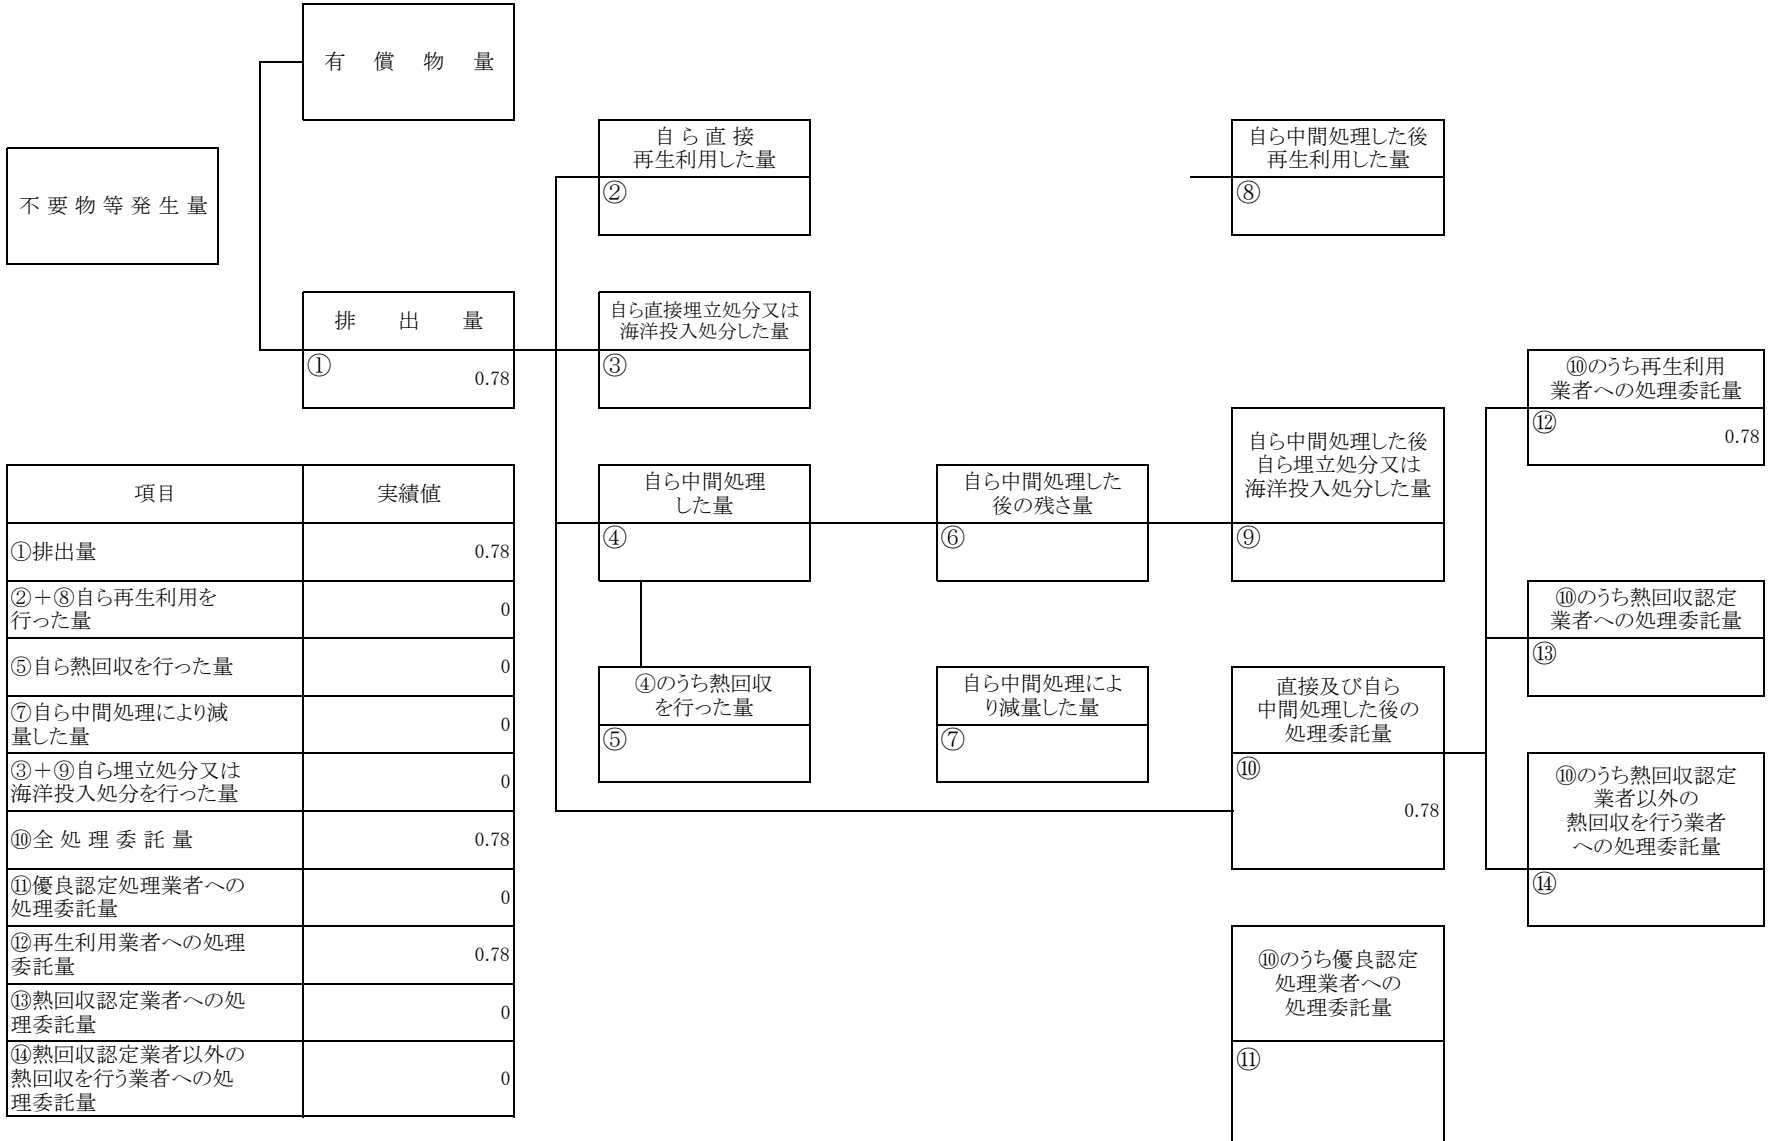 有償物量
不要物等発生量
排出量
①
0.78
自ら直接
再生利用した量
②
自ら直接埋立処分又は
海洋投入処分した量
③
自ら中間処理
した量
④
④のうち熱回収
を行った量
⑤
自ら中間処理した
後の残さ量
⑥
自ら中間処理によ
り減量した量
⑦
自ら中間処理した後
再生利用した量
⑧
自ら中間処理した後
自ら埋立処分又は
海洋投入処分した量
⑨
直接及び自ら
中間処理した後の
処理委託量
⑩
0.78
⑩のうち優良認定
処理業者への
処理委託量
⑪
⑩のうち再生利用
業者への処理委託量
⑫
0.78
⑩のうち熱回収認定
業者への処理委託量
⑬
⑩のうち熱回収認定
業者以外の
熱回収を行う業者
への処理委託量
⑭
項目 実績値
①排出量 0.78
②＋⑧自ら再生利用を
行った量 0
⑤自ら熱回収を行った量 0
⑦自ら中間処理により減
量した量 0
③＋⑨自ら埋立処分又は
海洋投入処分を行った量 0
⑩全処理委託量 0.78
⑪優良認定処理業者への
処理委託量 0
⑫再生利用業者への処理
委託量 0.78
⑬熱回収認定業者への処
理委託量 0
⑭熱回収認定業者以外の
熱回収を行う業者への処
理委託量 0